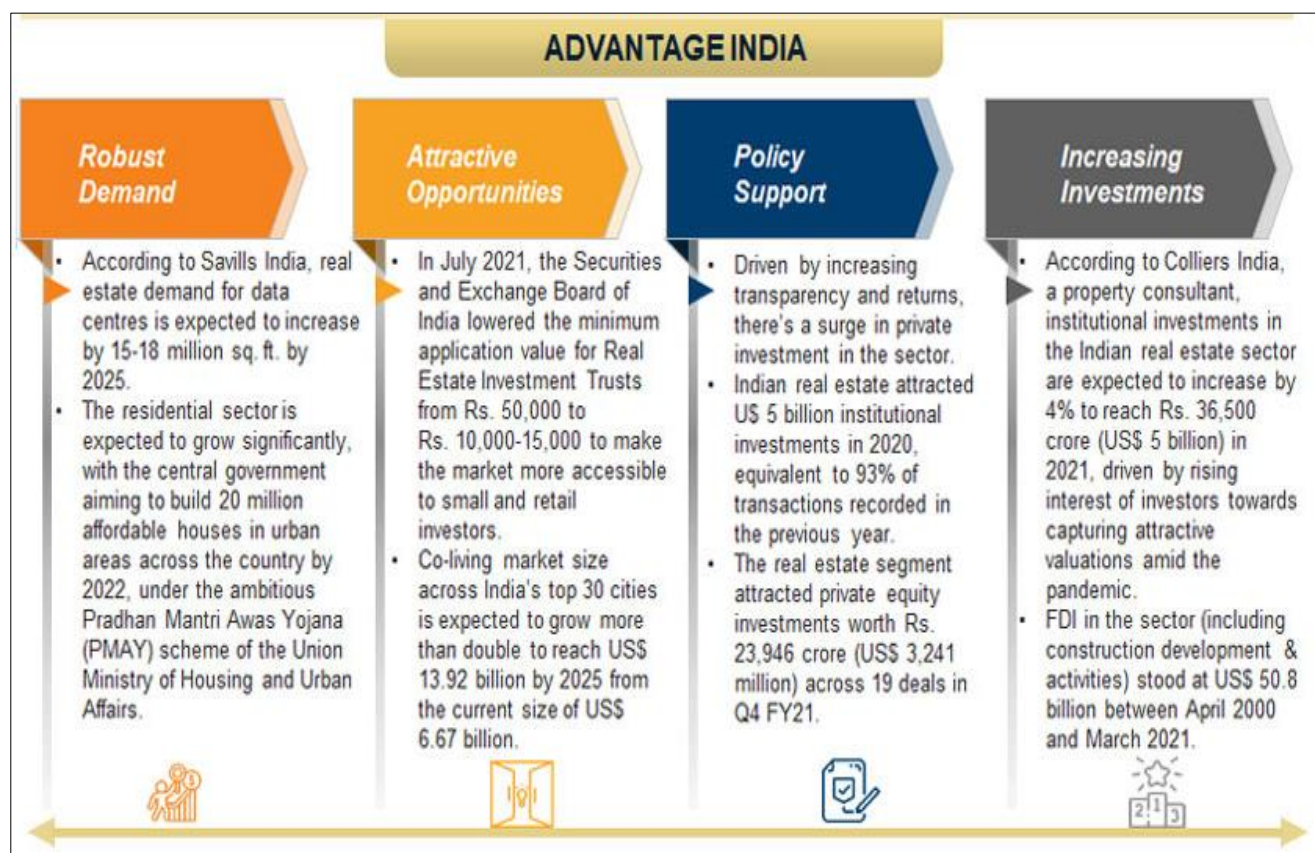 ADVANTAGE INDIA
Robust
Demand
• According to Savills India, real
estate demand for data
centres is expected to increase
by 15-18 million sq. ft. by
2025.
• The residential sector is
expected to grow significantly,
with the central government
aiming to build 20 million
affordable houses in urban
areas across the country by
2022, under the ambitious
Pradhan Mantri Awas Yojana
(PMAY) scheme of the Union
Ministry of Housing and Urban
Affairs.
Attractive
Opportunities
• In July 2021, the Securities
and Exchange Board of
India lowered the minimum
application value for Real
Estate Investment Trusts
from Rs. 50,000 to
Rs. 10,000-15,000 to make
the market more accessible
to small and retail
investors.
• Co-living market size
across India's top 30 cities
is expected to grow more
than double to reach US$
13.92 billion by 2025 from
the current size of US$
6.67 billion.
Policy
Support
• Driven by increasing
transparency and returns,
there's a surge in private
investment in the sector.
• Indian real estate attracted
U$ 5 billion institutional
investments in 2020,
equivalent to 93% of
transactions recorded in
the previous year.
• The real estate segment
attracted private equity
investments worth Rs.
23,946 crore (US$ 3,241
million) across 19 deals in
Q4 FY21.
Increasing
Investments
• According to Colliers India,
a property consultant,
institutional investments in
the Indian real estate sector
are expected to increase by
4% to reach Rs. 36,500
crore (US$ 5 billion) in
2021, driven by rising
interest of investors towards
capturing attractive
valuations amid the
pandemic.
• FDI in the sector (including
construction development &
activities) stood at US$ 50.8
billion between April 2000
and March 2021.
$
2 1 3